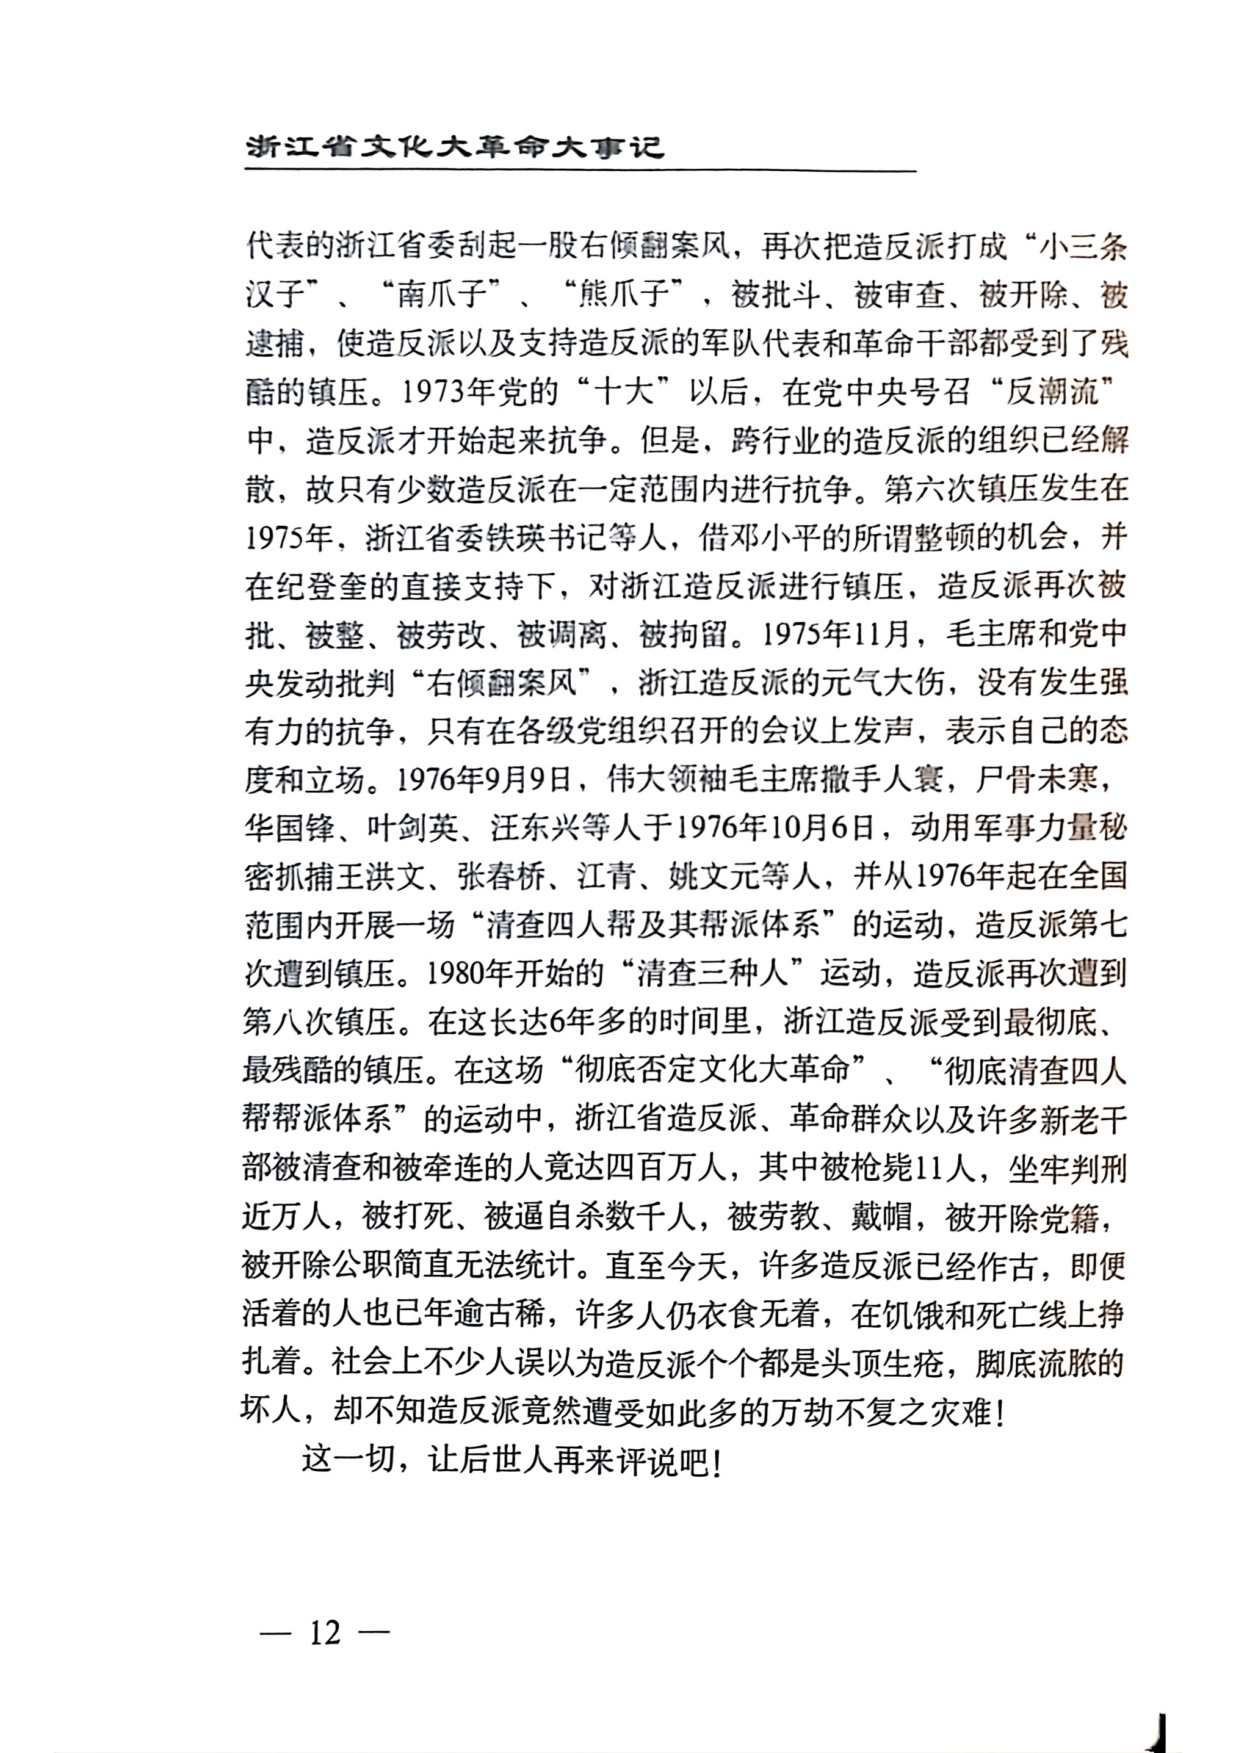 浙江省文化大革命大事记
代表的浙江省委刮起一股右倾翻案风，再次把造反派打成“小三条
汉子”、“南爪子”、“熊爪子”，被批斗、被审查、被开除、被
逮捕，使造反派以及支持造反派的军队代表和革命干部都受到了残
酷的镇压。1973年党的“十大”以后，在党中央号召“反潮流”
中，造反派才开始起来抗争。但是，跨行业的造反派的组织已经解
散，故只有少数造反派在一定范围内进行抗争。第六次镇压发生在
1975年，浙江省委铁瑛书记等人，借邓小平的所谓整顿的机会，并
在纪登奎的直接支持下，对浙江造反派进行镇压，造反派再次被
批、被整、被劳改、被调离、被拘留。1975年11月，毛主席和党中
央发动批判“右倾翻案风”，浙江造反派的元气大伤，没有发生强
有力的抗争，只有在各级党组织召开的会议上发声，表示自己的态
度和立场。1976年9月9日，伟大领袖毛主席撒手人寰，尸骨未寒，
华国锋、叶剑英、汪东兴等人于1976年10月6日，动用军事力量秘
密抓捕王洪文、张春桥、江青、姚文元等人，并从1976年起在全国
范围内开展一场“清查四人帮及其帮派体系”的运动，造反派第七
次遭到镇压。1980年开始的“清查三种人”运动，造反派再次遭到
第八次镇压。在这长达6年多的时间里，浙江造反派受到最彻底、
最残酷的镇压。在这场“彻底否定文化大革命”、“彻底清查四人
帮帮派体系”的运动中，浙江省造反派、革命群众以及许多新老干
部被清查和被牵连的人竟达四百万人，其中被枪毙11人，坐牢判刑
近万人，被打死、被逼自杀数千人，被劳教、戴帽，被开除党籍，
被开除公职简直无法统计。直至今天，许多造反派已经作古，即便
活着的人也已年逾古稀，许多人仍衣食无着，在饥饿和死亡线上挣
扎着。社会上不少人误以为造反派个个都是头顶生疮，脚底流脓的
坏人，却不知造反派竟然遭受如此多的万劫不复之灾难！
这一切，让后世人再来评说吧！
— 12 —